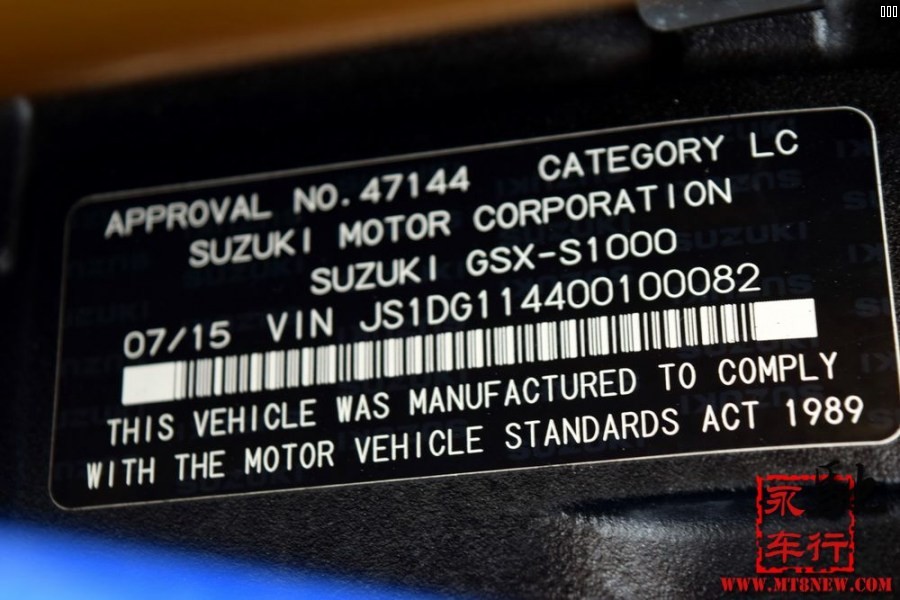 APPROVAL NO.47144 CATEGORY LC
SUZUKI MOTOR CORPORATION
SUZUKI GSX-S1000
07/15 VIN JS1DG114400100082
THIS VEHICLE WAS MANUFACTURED TO COMPLY
WITH THE MOTOR VEHICLE STANDARDS ACT 1989
永
车行
WWW.MT8NEW.COM